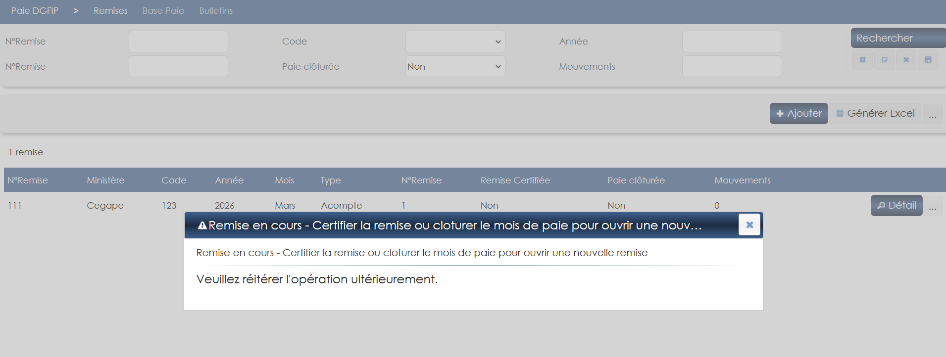 Paie DGFIP > Remises Base Paie Bulletins
N°Remise Code Année Rechercher
N°Remise Paie clôturée Non Mouvements
Ajouter Générer Excel ...
1 remise
N°Remise Ministère Code Année Mois Type N°Remise Remise Certifiée Paie clôturée Mouvements
111 Cegape 123 2026 Mars Acompte 1 Non Non 0 Détail ...
Remise en cours - Certifier la remise ou cloturer le mois de paie pour ouvrir une nouv...
Remise en cours - Certifier la remise ou cloturer le mois de paie pour ouvrir une nouvelle remise
Veuillez réitérer l'opération ultérieurement.